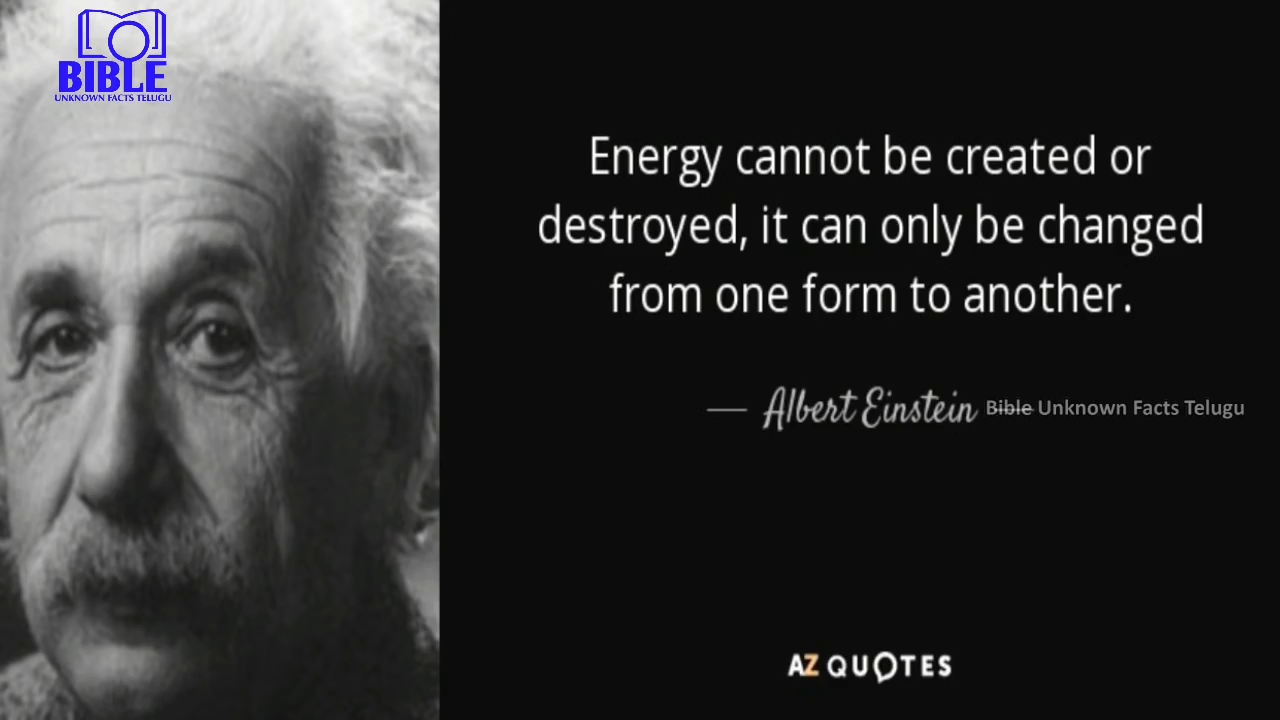 BIBLE
UNKNOWN FACTS TELUGU
Energy cannot be created or
destroyed, it can only be changed
from one form to another.
— Albert Einstein — Bible Unknown Facts Telugu
AZ QUOTES